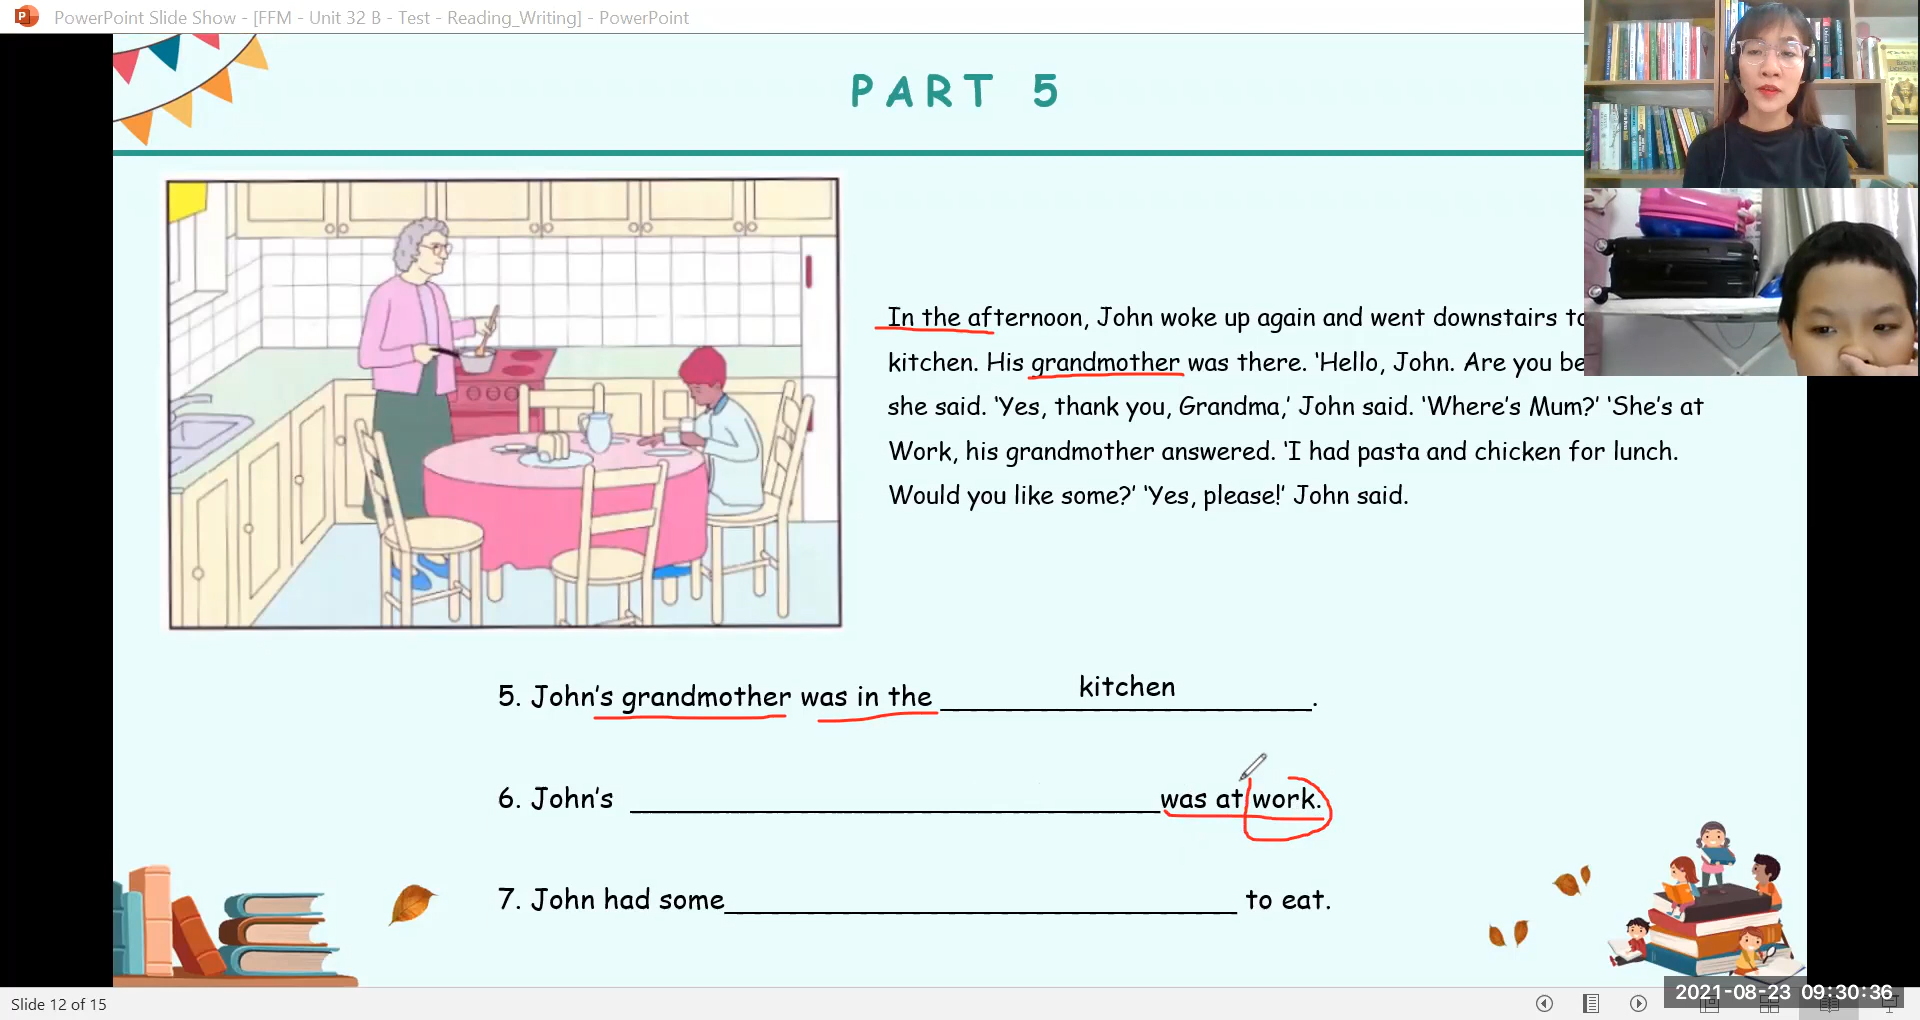 PowerPoint Slide Show - [FFM - Unit 32 B - Test - Reading_Writing] - PowerPoint
PART 5
In the afternoon, John woke up again and went downstairs to
kitchen. His grandmother was there. 'Hello, John. Are you be
she said. 'Yes, thank you, Grandma,' John said. 'Where's Mum?' 'She's at
Work, his grandmother answered. 'I had pasta and chicken for lunch.
Would you like some?' 'Yes, please!' John said.
5. John's grandmother was in the kitchen.
6. John's was at work.
7. John had some to eat.
Slide 12 of 15
2021-08-23 09:30:36